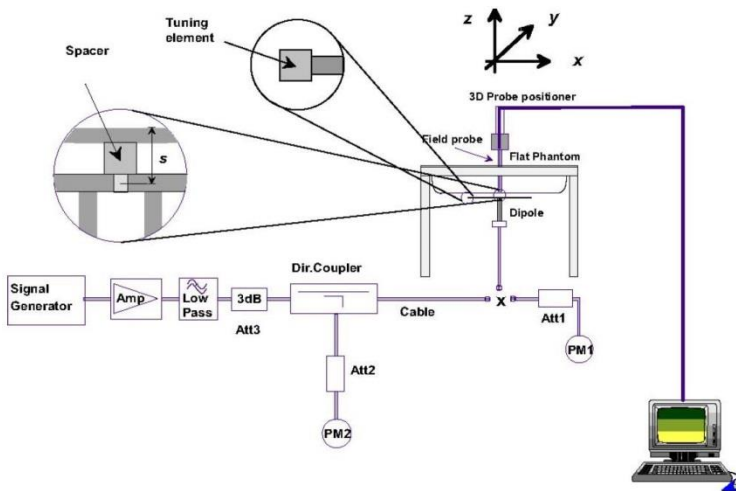 Tuning
element
Spacer
s
z
y
x
3D Probe positioner
Field probe
Flat Phantom
Dipole
Signal
Generator
Amp
Low
Pass
3dB
Att3
Dir.Coupler
Cable
x
Att1
PM1
Att2
PM2